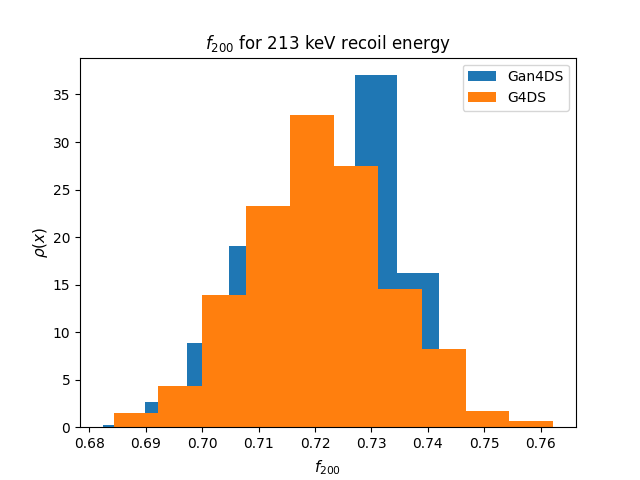 f₂₀₀ for 213 keV recoil energy
Gan4DS
G4DS
35
30
25
20
15
10
5
0
ρ(x)
0.68 0.69 0.70 0.71 0.72 0.73 0.74 0.75 0.76
f₂₀₀